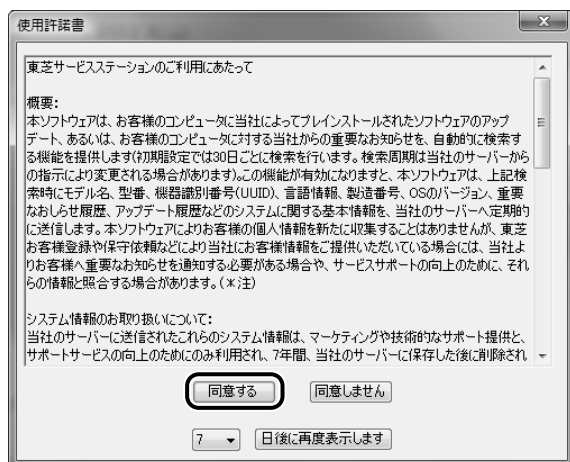 使用許諾書
東芝サービスステーションのご利用にあたって
概要:
本ソフトウェアは、お客様のコンピュータに当社によってプレインストールされたソフトウェアのアップ
デート、あるいは、お客様のコンピュータに対する当社からの重要なお知らせを、自動的に検索す
る機能を提供します(初期設定では30日ごとに検索を行います。検索周期は当社のサーバーから
の指示により変更される場合があります)。この機能が有効になりますと、本ソフトウェアは、上記検
索時にモデル名、型番、機器識別番号(UUID)、言語情報、製造番号、OSのバージョン、重要
なおしらせ履歴、アップデート履歴などのシステムに関する基本情報を、当社のサーバーへ定期的
に送信します。本ソフトウェアによりお客様の個人情報を新たに収集することはありませんが、東芝
お客様登録や保守依頼などにより当社にお客様情報をご提供いただいている場合には、当社よ
りお客様へ重要なお知らせを通知する必要がある場合や、サービスサポートの向上のために、それ
らの情報と照合する場合があります。(＊注)
システム情報のお取り扱いについて:
当社のサーバーに送信されたこれらのシステム情報は、マーケティングや技術的なサポート提供と、
サポートサービスの向上のためにのみ利用され、7年間、当社のサーバーに保存した後に削除され
同意する 同意しません
7 日後に再度表示します